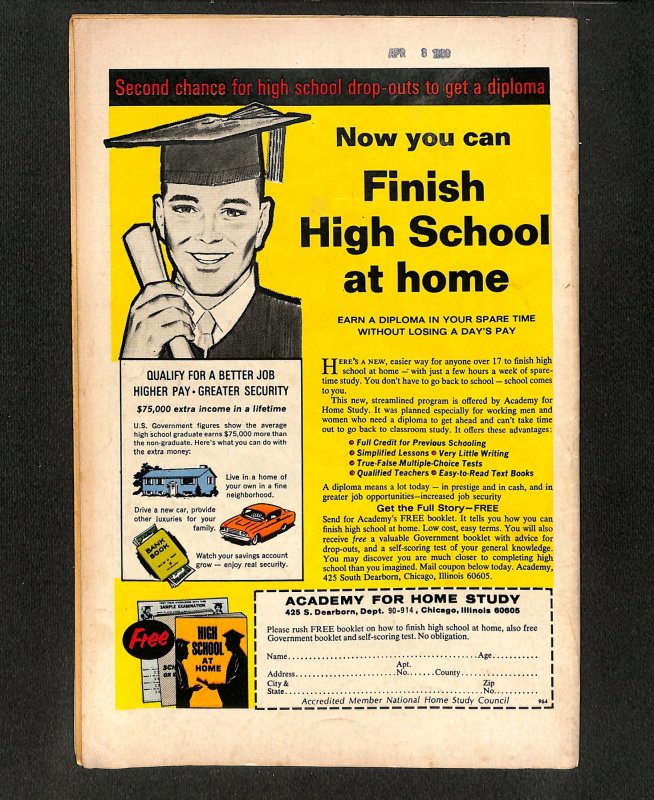 APR 3
Second chance for high school drop-outs to get a diploma
Now you can
Finish
High School
at home
EARN A DIPLOMA IN YOUR SPARE TIME
WITHOUT LOSING A DAY'S PAY
HERE'S A NEW, easier way for anyone over 17 to finish high
school at home — with just a few hours a week of spare-
time study. You don't have to go back to school — school comes
to you.
This new, streamlined program is offered by Academy for
Home Study. It was planned especially for working men and
women who need a diploma to get ahead and can't take time
out to go back to classroom study. It offers these advantages:
• Full Credit for Previous Schooling
• Simplified Lessons • Very Little Writing
• True-False Multiple-Choice Tests
• Qualified Teachers • Easy-to-Read Text Books
A diploma means a lot today — in prestige and in cash, and in
greater job opportunities—increased job security
Get the Full Story—FREE
Send for Academy's FREE booklet. It tells you how you can
finish high school at home. Low cost, easy terms. You will also
receive free a valuable Government booklet with advice for
drop-outs, and a self-scoring test of your general knowledge.
You may discover you are much closer to completing high
school than you imagined. Mail coupon below today. Academy,
425 South Dearborn, Chicago, Illinois 60605.
QUALIFY FOR A BETTER JOB
HIGHER PAY • GREATER SECURITY
$75,000 extra income in a lifetime
U.S. Government figures show the average
high school graduate earns $75,000 more than
the non-graduate. Here's what you can do with
the extra money:
Live in a home of
your own in a fine
neighborhood.
Drive a new car, provide
other luxuries for your
family.
BANK
BOOK
Watch your savings account
grow — enjoy real security.
SAMPLE EXAMINATION
Free
HIGH
SCHOOL
AT
HOME
ACADEMY FOR HOME STUDY
425 S. Dearborn, Dept. 90-914, Chicago, Illinois 60605
Please rush FREE booklet on how to finish high school at home, also free
Government booklet and self-scoring test. No obligation.
Name.......... Age..........
Address.......... Apt. No.......... County..........
City & State.......... Zip No..........
Accredited Member National Home Study Council 964